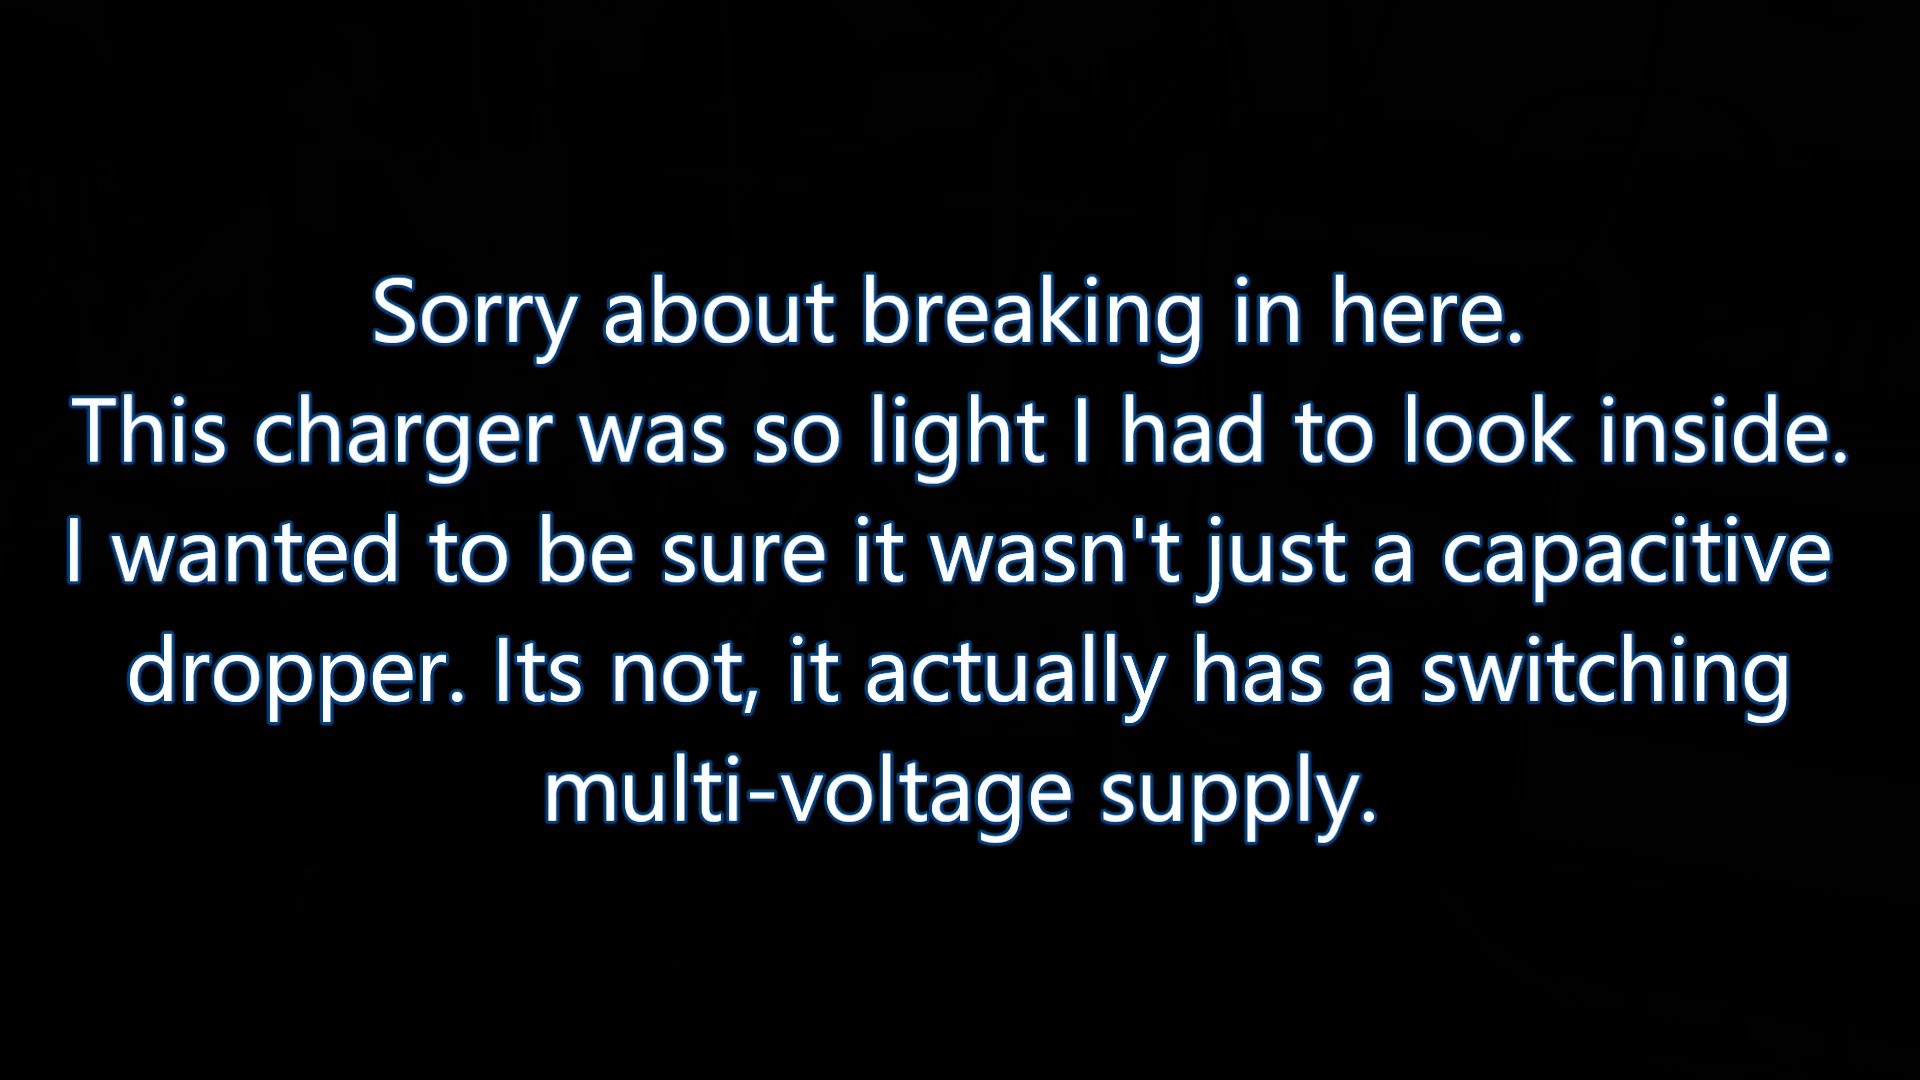 Sorry about breaking in here.
This charger was so light I had to look inside.
I wanted to be sure it wasn't just a capacitive
dropper. Its not, it actually has a switching
multi-voltage supply.